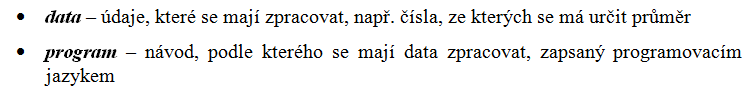 • data – údaje, které se mají zpracovat, např. čísla, ze kterých se má určit průměr
• program – návod, podle kterého se mají data zpracovat, zapsaný programovacím
jazykem